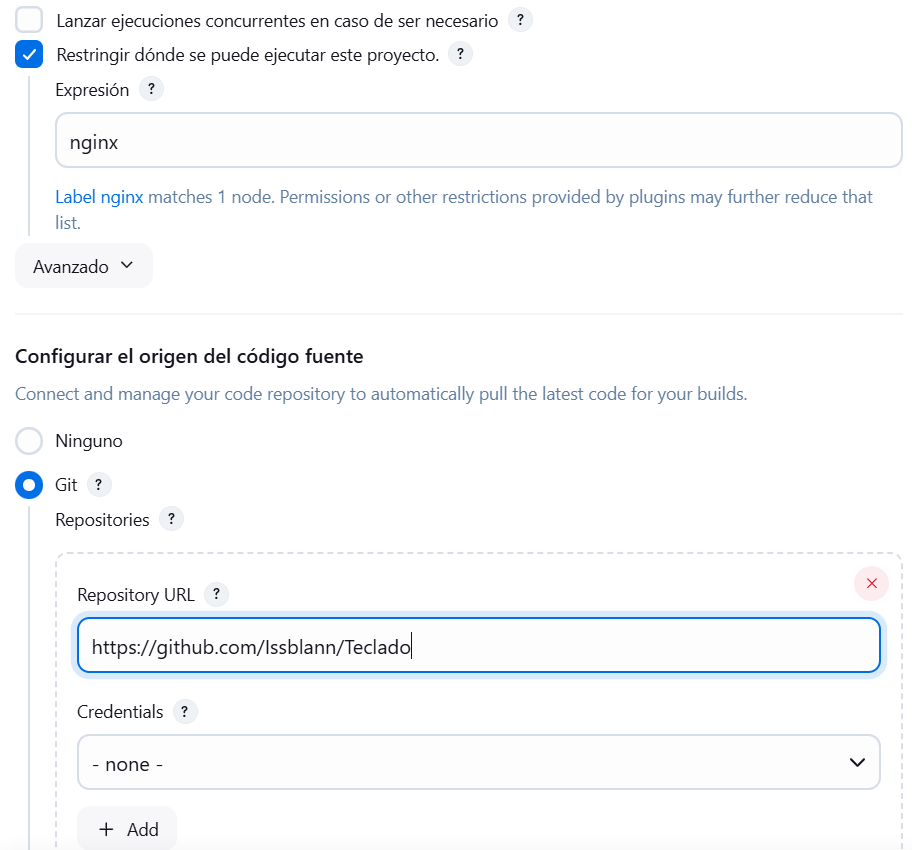 Lanzar ejecuciones concurrentes en caso de ser necesario ?
Restringir dónde se puede ejecutar este proyecto. ?
Expresión ?
nginx
Label nginx matches 1 node. Permissions or other restrictions provided by plugins may further reduce that
list.
Avanzado
Configurar el origen del código fuente
Connect and manage your code repository to automatically pull the latest code for your builds.
Ninguno
Git ?
Repositories ?
Repository URL ?
https://github.com/Issblann/Teclado
Credentials ?
- none -
+ Add